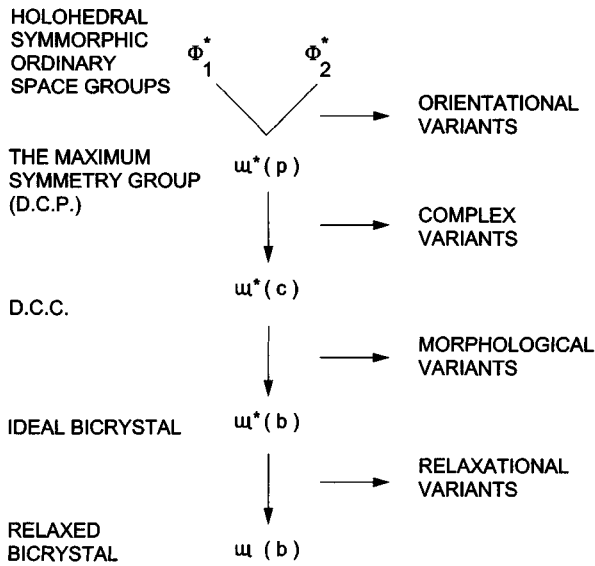 HOLOHEDRAL
SYMMORPHIC
ORDINARY
SPACE GROUPS
Φ*1
Φ*2
ORIENTATIONAL
VARIANTS
THE MAXIMUM
SYMMETRY GROUP
(D.C.P.)
щ*(p)
COMPLEX
VARIANTS
D.C.C.
щ*(c)
MORPHOLOGICAL
VARIANTS
IDEAL BICRYSTAL
щ*(b)
RELAXATIONAL
VARIANTS
RELAXED
BICRYSTAL
щ (b)